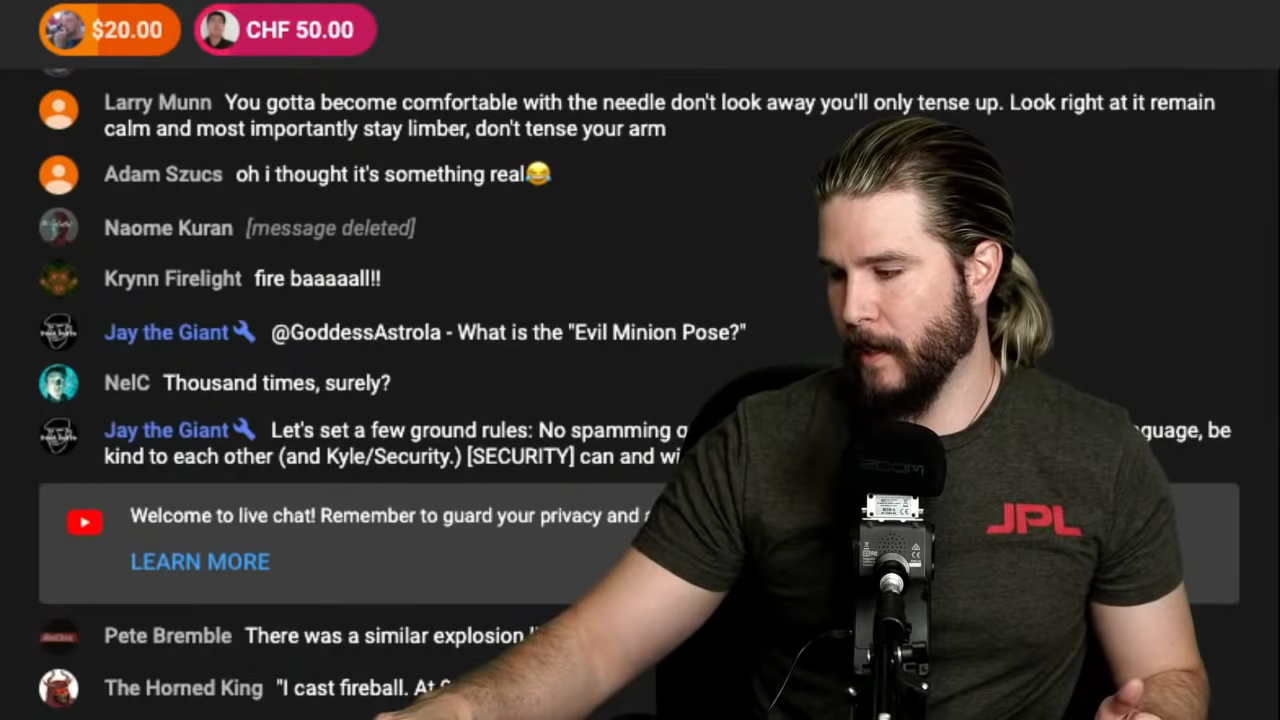 $20.00
CHF 50.00
Larry Munn You gotta become comfortable with the needle don't look away you'll only tense up. Look right at it remain
calm and most importantly stay limber, don't tense your arm
Adam Szucs oh i thought it's something real😂
Naome Kuran [message deleted]
Krynn Firelight fire baaaaall!!
Jay the Giant @GoddessAstrola - What is the "Evil Minion Pose?"
NelC Thousand times, surely?
Jay the Giant Let's set a few ground rules: No spamming
guage, be
kind to each other (and Kyle/Security.) [SECURITY] can and
Welcome to live chat! Remember to guard your privacy and
LEARN MORE
Pete Bremble There was a similar explosion
The Horned King "I cast fireball. At
JPL